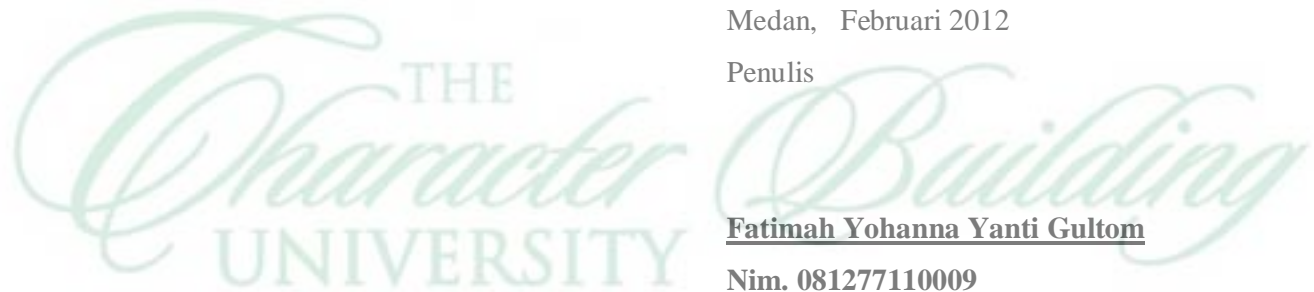 Medan, Februari 2012
Penulis
Fatimah Yohanna Yanti Gultom
Nim. 081277110009
THE
Character Building
UNIVERSITY